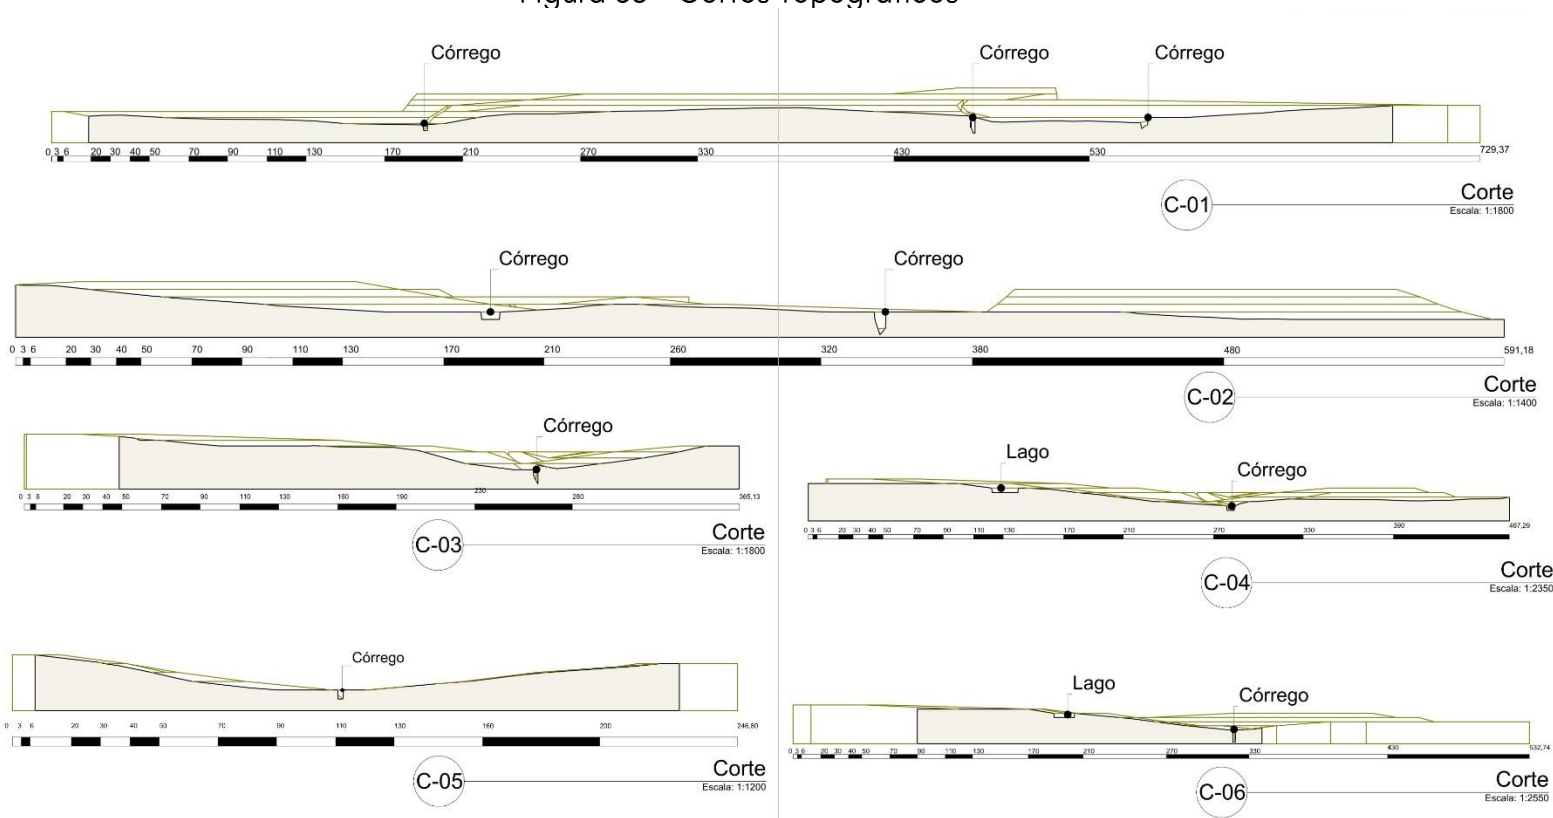 Córrego Córrego Córrego
0 3 6 20 30 40 50 70 90 110 130 170 210 270 330 430 530 729,37
C-01 Corte
Escala: 1:1800
Córrego Córrego
0 3 6 20 30 40 50 70 90 110 130 170 210 260 320 380 480 591,18
C-02 Corte
Escala: 1:1400
Córrego
0 3 6 20 30 40 50 70 90 110 130 160 190 230 280 365,13
C-03 Corte
Escala: 1:1800
Lago Córrego
0 3 6 20 30 40 50 70 90 110 130 170 210 270 330 390 467,29
C-04 Corte
Escala: 1:2350
Córrego
0 3 6 20 30 40 50 70 90 110 130 160 200 246,80
C-05 Corte
Escala: 1:1200
Lago Córrego
0 3 6 20 30 40 50 90 110 130 170 210 270 330 430 532,74
C-06 Corte
Escala: 1:2550